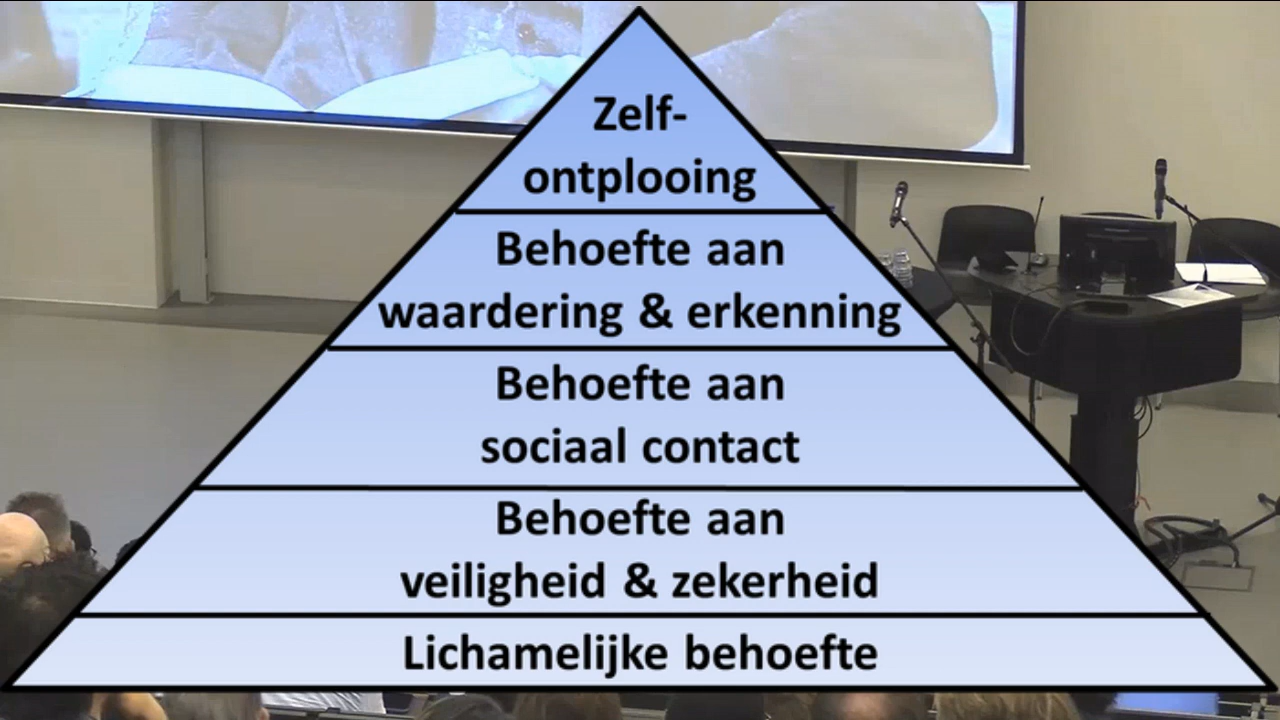 Zelf-
ontplooing
Behoefte aan
waardering & erkenning
Behoefte aan
sociaal contact
Behoefte aan
veiligheid & zekerheid
Lichamelijke behoefte